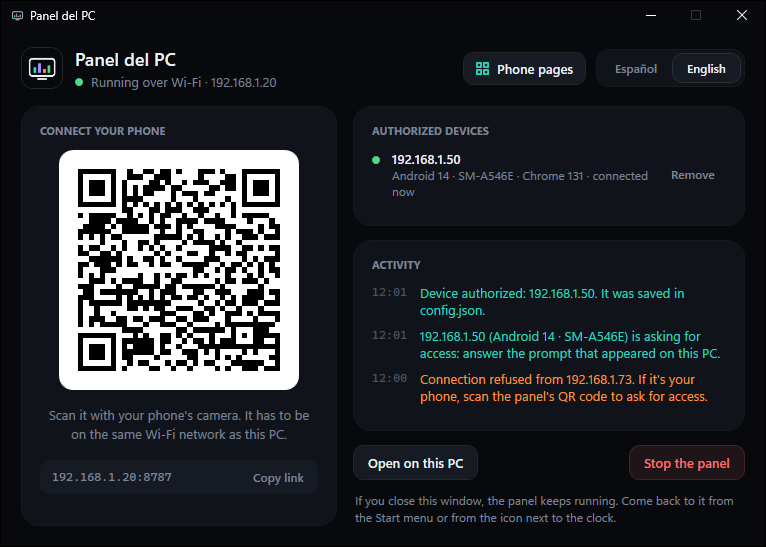 Panel del PC
Panel del PC
Running over Wi-Fi · 192.168.1.20
Phone pages
Español
English
CONNECT YOUR PHONE
Scan it with your phone's camera. It has to be
on the same Wi-Fi network as this PC.
192.168.1.20:8787
Copy link
AUTHORIZED DEVICES
192.168.1.50
Android 14 · SM-A546E · Chrome 131 · connected
now
Remove
ACTIVITY
12:01 Device authorized: 192.168.1.50. It was saved in
config.json.
12:01 192.168.1.50 (Android 14 · SM-A546E) is asking for
access: answer the prompt that appeared on this PC.
12:00 Connection refused from 192.168.1.73. If it's your
phone, scan the panel's QR code to ask for access.
Open on this PC
Stop the panel
If you close this window, the panel keeps running. Come back to it from
the Start menu or from the icon next to the clock.